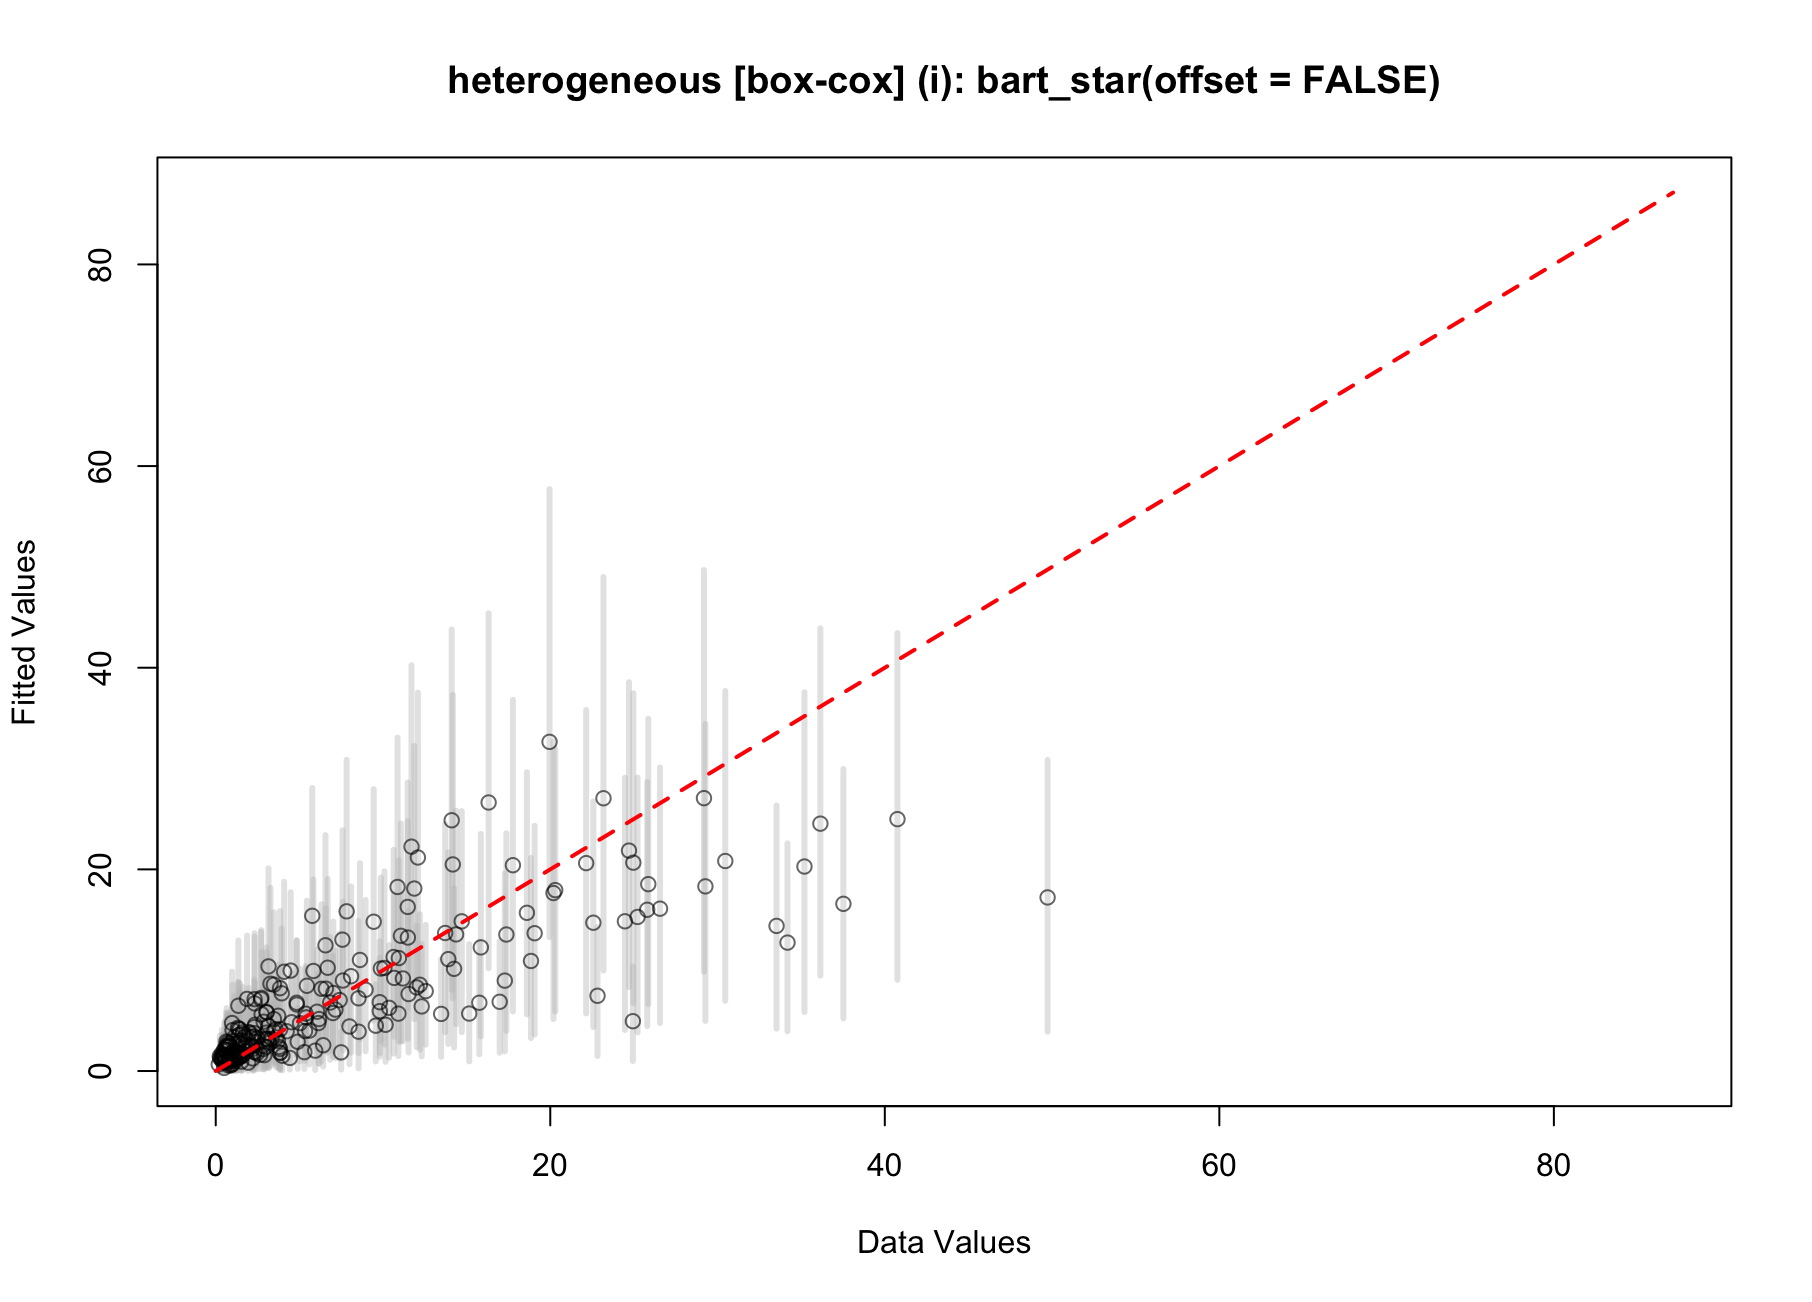 heterogeneous [box-cox] (i): bart_star(offset = FALSE)
Fitted Values
80
60
40
20
0
0 20 40 60 80
Data Values